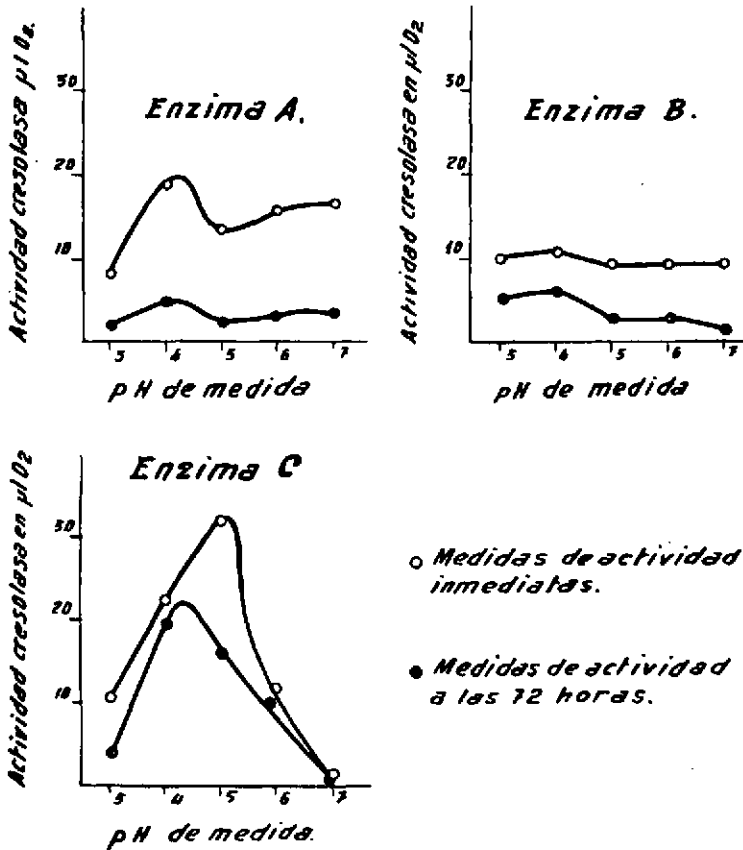 Actividad cresolasa µl O₂.
30
20
10
Enzima A.
3 4 5 6 7
pH de medida
Actividad cresolasa en µl O₂
30
20
10
Enzima B.
3 4 5 6 7
pH de medida
Actividad cresolasa en µl O₂
30
20
10
Enzima C
3 4 5 6 7
pH de medida.
Medidas de actividad
inmediatas.
Medidas de actividad
a las 72 horas.